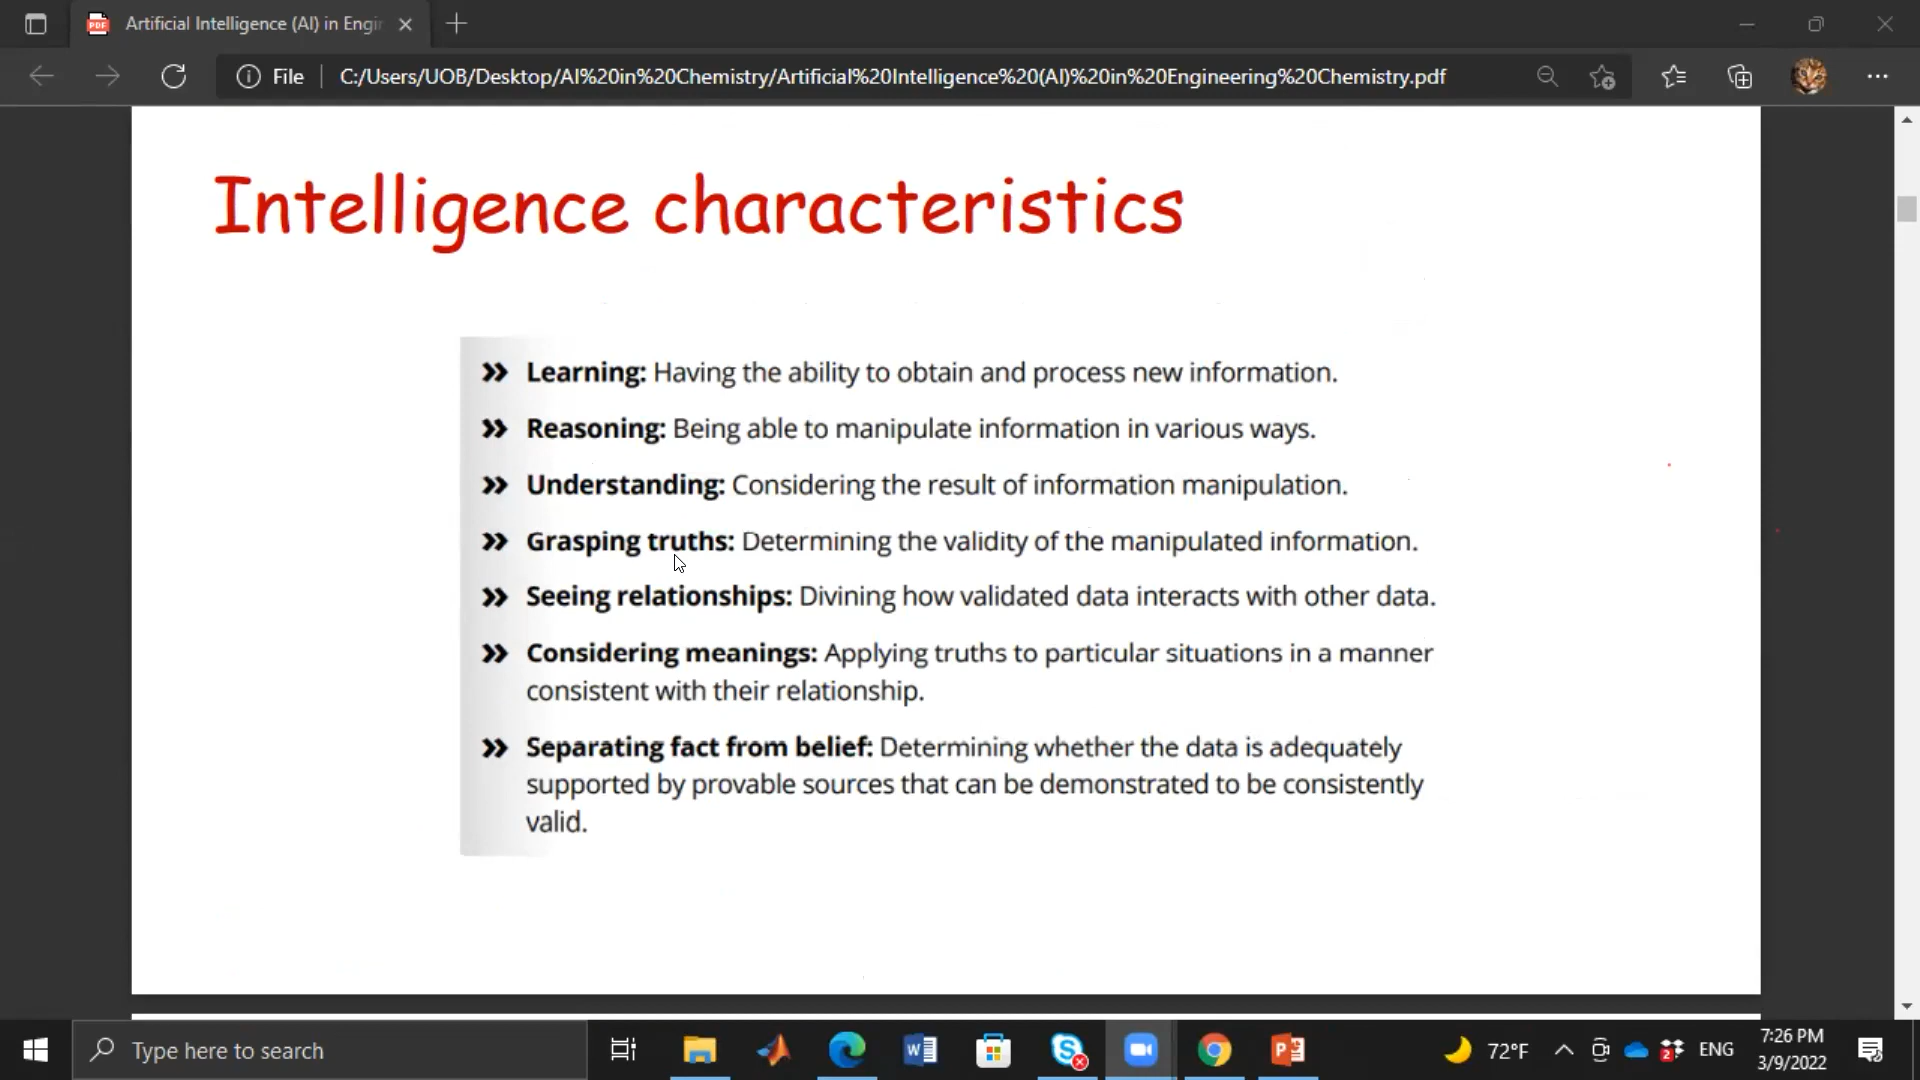 Artificial Intelligence (AI) in Engi
File
C:/Users/UOB/Desktop/AI%20in%20Chemistry/Artificial%20Intelligence%20(AI)%20in%20Engineering%20Chemistry.pdf
Intelligence characteristics
» Learning: Having the ability to obtain and process new information.
» Reasoning: Being able to manipulate information in various ways.
» Understanding: Considering the result of information manipulation.
» Grasping truths: Determining the validity of the manipulated information.
» Seeing relationships: Divining how validated data interacts with other data.
» Considering meanings: Applying truths to particular situations in a manner
consistent with their relationship.
» Separating fact from belief: Determining whether the data is adequately
supported by provable sources that can be demonstrated to be consistently
valid.
Type here to search
72°F
ENG
7:26 PM
3/9/2022